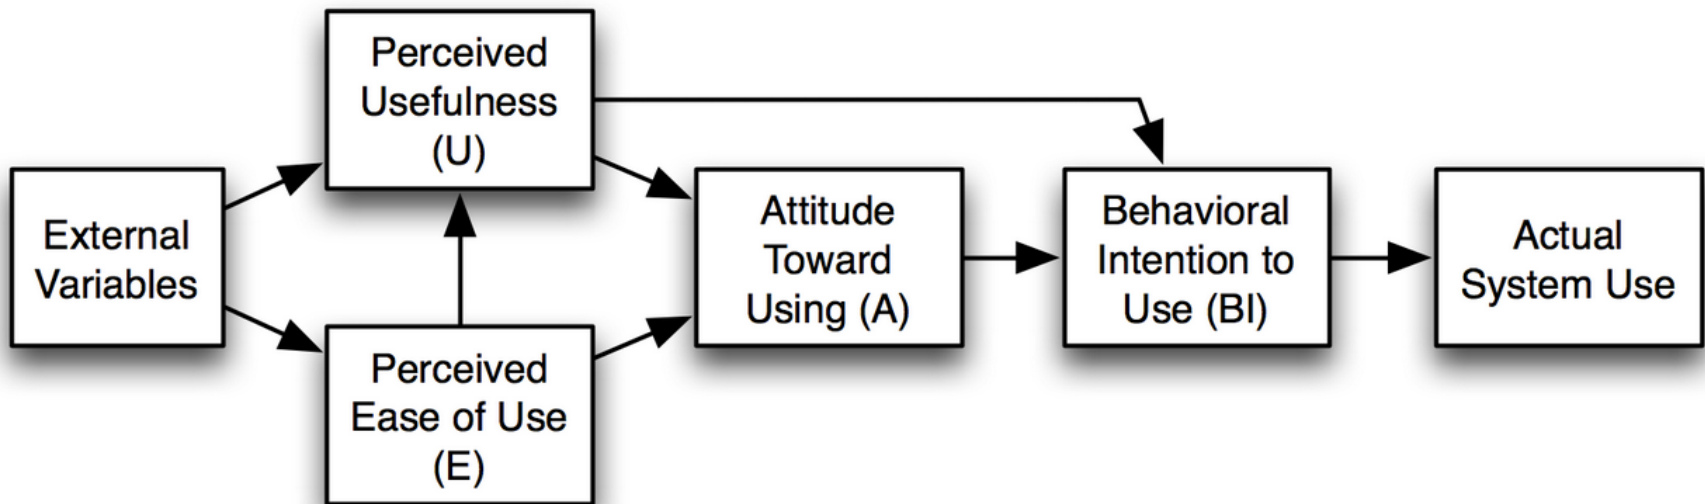 External
Variables
Perceived
Usefulness
(U)
Perceived
Ease of Use
(E)
Attitude
Toward
Using (A)
Behavioral
Intention to
Use (BI)
Actual
System Use